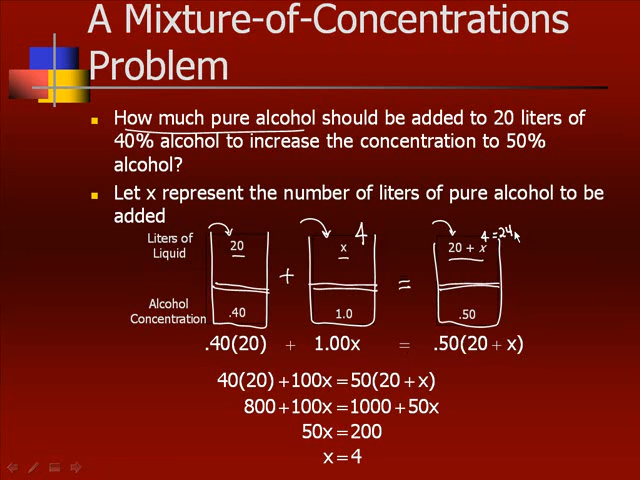 A Mixture-of-Concentrations
Problem
How much pure alcohol should be added to 20 liters of
40% alcohol to increase the concentration to 50%
alcohol?
Let x represent the number of liters of pure alcohol to be
added
Liters of
Liquid
20
x
4
20 + x
4 = 24
+
=
Alcohol
Concentration
.40
1.0
.50
.40(20) + 1.00x = .50(20 + x)
40(20) + 100x = 50(20 + x)
800 + 100x = 1000 + 50x
50x = 200
x = 4